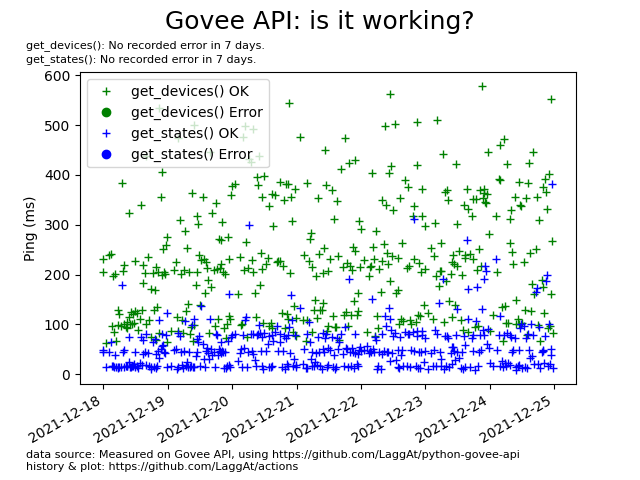 Govee API: is it working?
get_devices(): No recorded error in 7 days.
get_states(): No recorded error in 7 days.
get_devices() OK
get_devices() Error
get_states() OK
get_states() Error
Ping (ms)
600
500
400
300
200
100
0
2021-12-18
2021-12-19
2021-12-20
2021-12-21
2021-12-22
2021-12-23
2021-12-24
2021-12-25
data source: Measured on Govee API, using https://github.com/LaggAt/python-govee-api
history & plot: https://github.com/LaggAt/actions